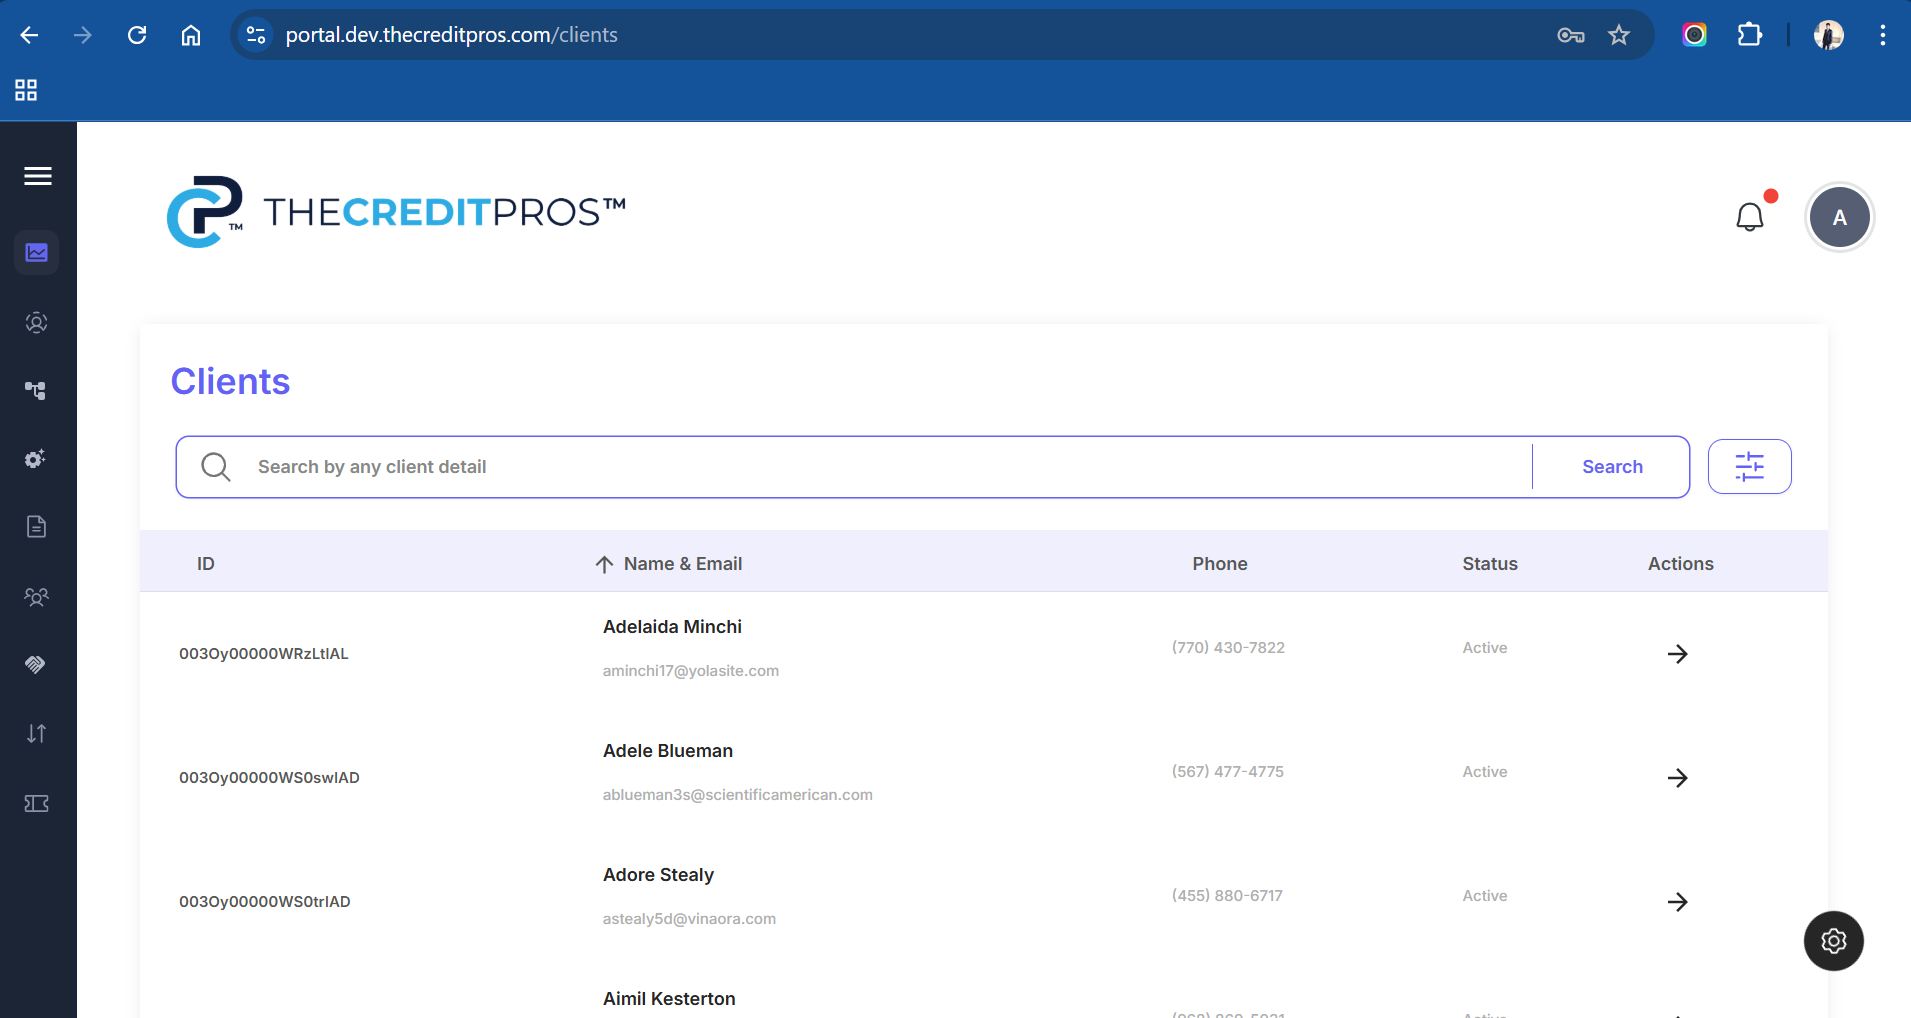 portal.dev.thecreditpros.com/clients
CP™ THECREDITPROS™
A
Clients
Search by any client detail
Search
ID Name & Email Phone Status Actions
Adelaida Minchi
003Oy00000WRzLtIAL (770) 430-7822 Active
aminchi17@yolasite.com
Adele Blueman
003Oy00000WS0swIAD (567) 477-4775 Active
ablueman3s@scientificamerican.com
Adore Stealy
003Oy00000WS0trIAD (455) 880-6717 Active
astealy5d@vinaora.com
Aimil Kesterton